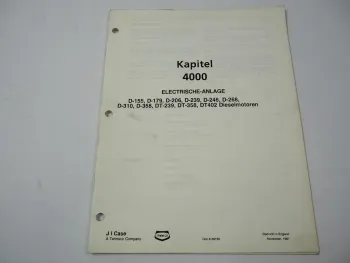 Kapitel
4000
ELECTRISCHE-ANLAGE
D-155, D-179, D-206, D-239, D-246, D-268,
D-310, D-358, DT-239, DT-358, DT402 Dieselmotoren
J I Case
A Tenneco Company